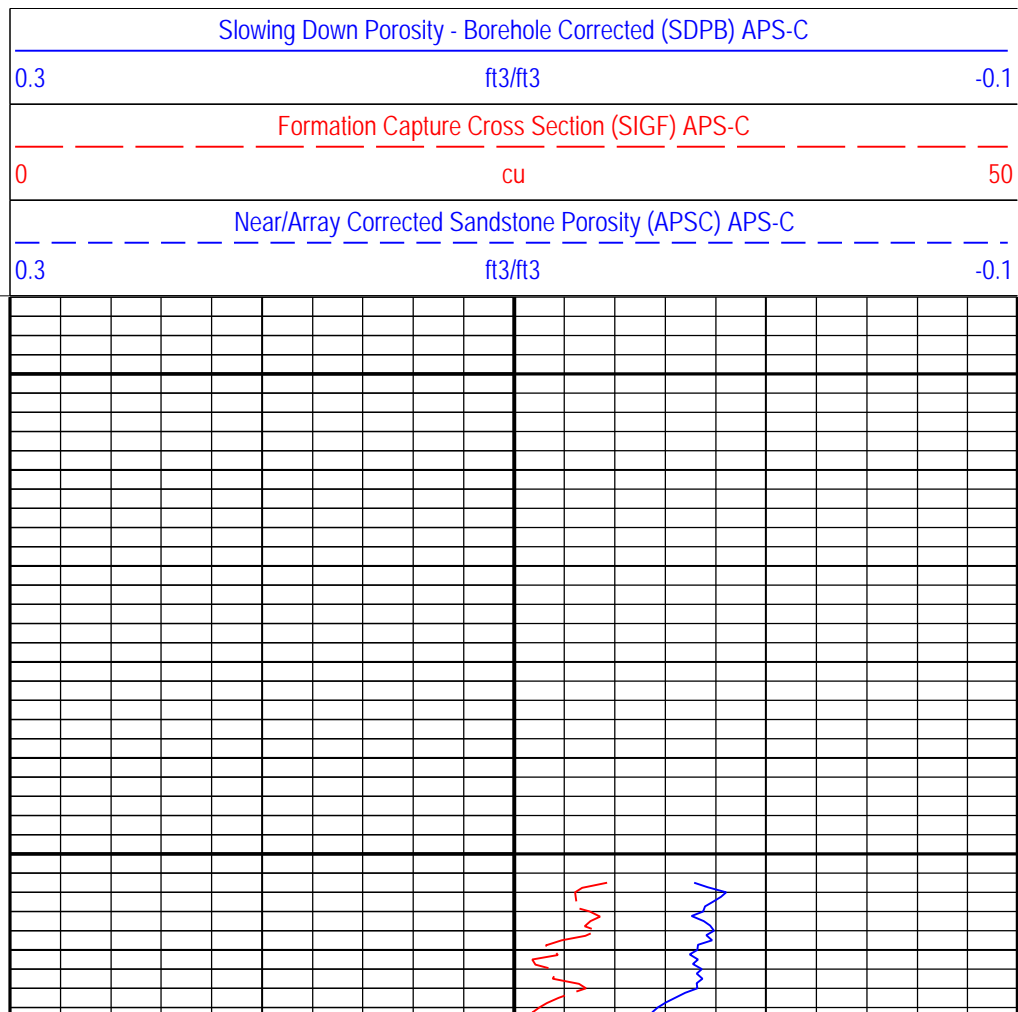 Slowing Down Porosity - Borehole Corrected (SDPB) APS-C
0.3 ft3/ft3 -0.1
Formation Capture Cross Section (SIGF) APS-C
0 cu 50
Near/Array Corrected Sandstone Porosity (APSC) APS-C
0.3 ft3/ft3 -0.1